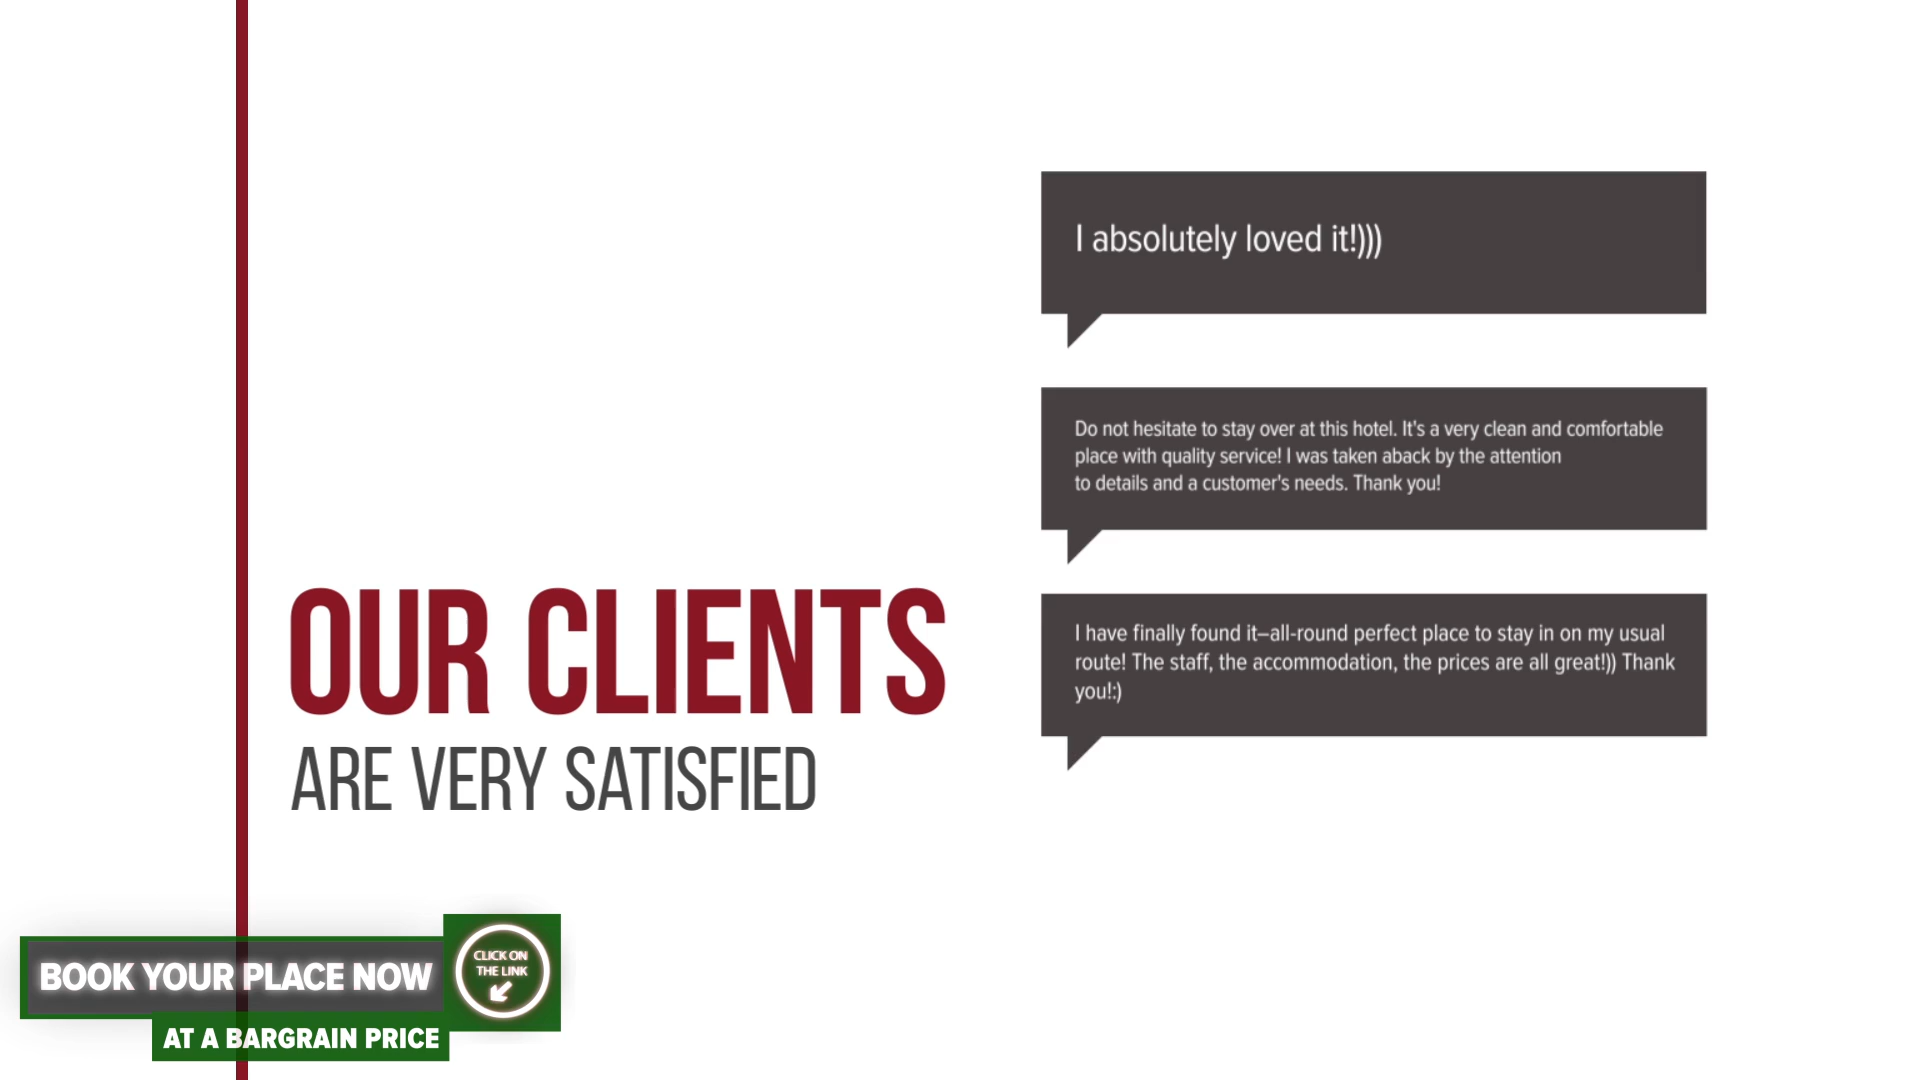 I absolutely loved it!)))
Do not hesitate to stay over at this hotel. It's a very clean and comfortable
place with quality service! I was taken aback by the attention
to details and a customer's needs. Thank you!
I have finally found it–all-round perfect place to stay in on my usual
route! The staff, the accommodation, the prices are all great!)) Thank
you!:)
OUR CLIENTS
ARE VERY SATISFIED
BOOK YOUR PLACE NOW
CLICK ON
THE LINK
AT A BARGRAIN PRICE